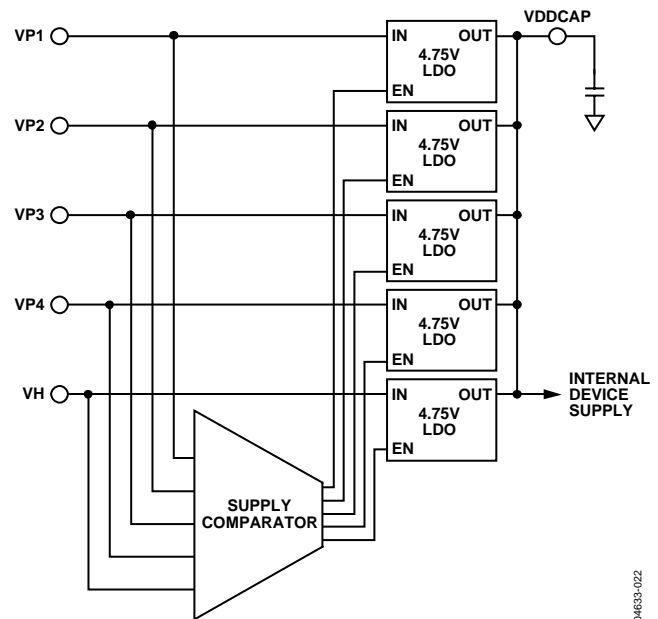 VDDCAP
VP1
IN
OUT
4.75V
LDO
EN
VP2
IN
OUT
4.75V
LDO
EN
VP3
IN
OUT
4.75V
LDO
EN
VP4
IN
OUT
4.75V
LDO
EN
VH
IN
OUT
4.75V
LDO
EN
INTERNAL
DEVICE
SUPPLY
SUPPLY
COMPARATOR
04633-022